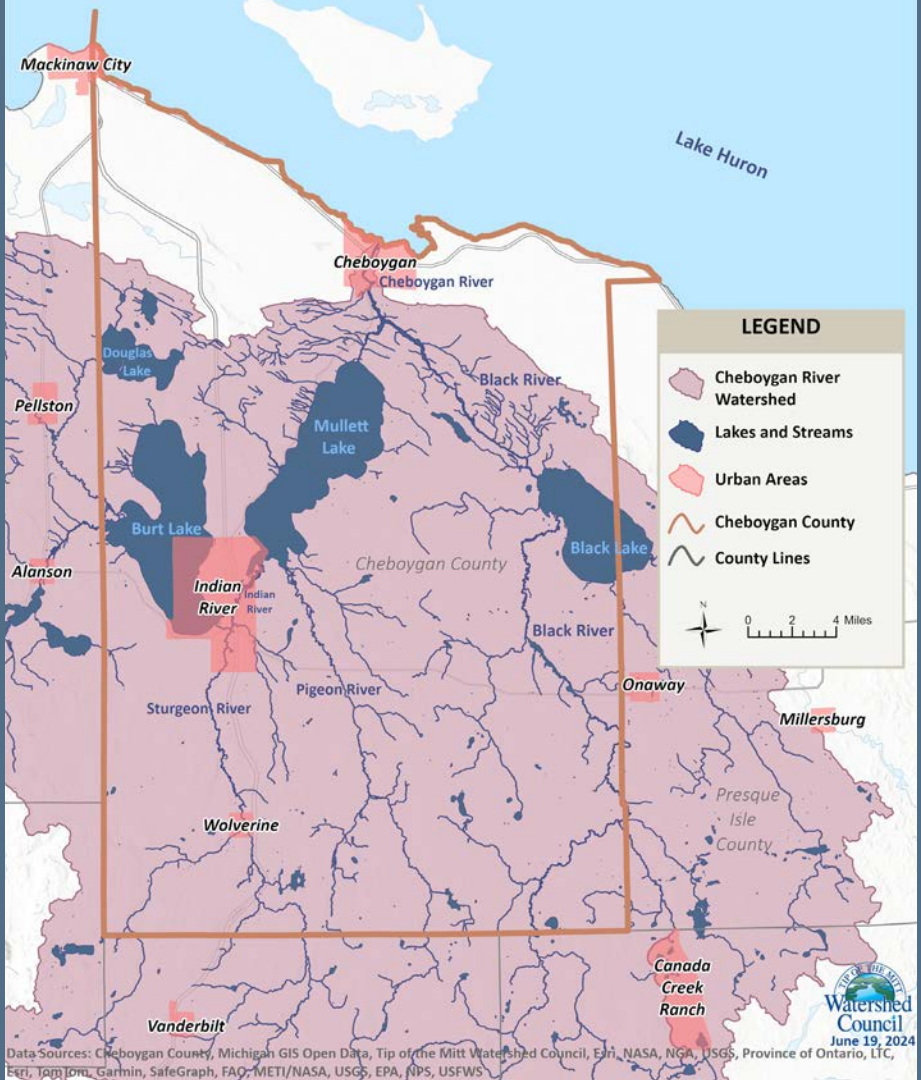 Mackinaw City
Lake Huron
Cheboygan
Cheboygan River
Douglas
Lake
Pellston
Black River
Mullett
Lake
Burt Lake
Black Lake
Cheboygan County
Alanson
Indian
River
Indian
River
Black River
Sturgeon River
Pigeon River
Onaway
Millersburg
Wolverine
Presque
Isle
County
Canada
Creek
Ranch
Vanderbilt
LEGEND
Cheboygan River
Watershed
Lakes and Streams
Urban Areas
Cheboygan County
County Lines
N
0 2 4 Miles
TIP OF THE MITT
Watershed
Council
June 19, 2024
Data Sources: Cheboygan County, Michigan GIS Open Data, Tip of the Mitt Watershed Council, Esri, NASA, NGA, USGS, Province of Ontario, LTC,
Esri, TomTom, Garmin, SafeGraph, FAO, METI/NASA, USGS, EPA, NPS, USFWS